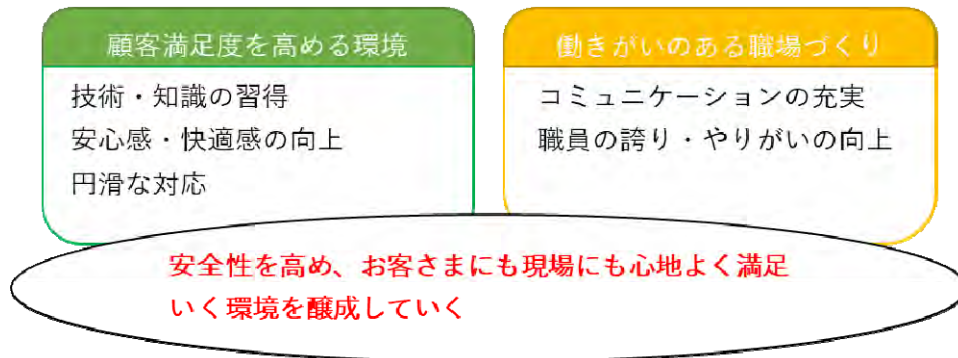 顧客満足度を高める環境
技術・知識の習得
安心感・快適感の向上
円滑な対応
働きがいのある職場づくり
コミュニケーションの充実
職員の誇り・やりがいの向上
安全性を高め、お客さまにも現場にも心地よく満足
いく環境を醸成していく